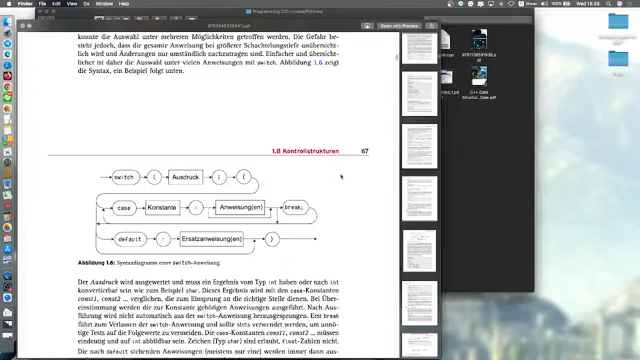 Finder File Edit View Go Window Help
Wed 16. 18:05
Programming C/C++/Java/Python/Js
Open with Preview
konnte die Auswahl unter mehreren Möglichkeiten getroffen werden. Die Gefahr be-
steht jedoch, dass die gesamte Anweisung bei größerer Schachtelungstiefe unübersicht-
lich wird und Änderungen nur umständlich nachzutragen sind. Einfacher und übersicht-
licher ist daher die Auswahl unter vielen Anweisungen mit switch. Abbildung 1.6 zeigt
die Syntax, ein Beispiel folgt unten.
1.8 Kontrollstrukturen 67
switch ( Ausdruck ) {
case Konstante : Anweisung(en) break;
default : Ersatzanweisung(en) }
Abbildung 1.6: Syntaxdiagramm einer switch-Anweisung
Der Ausdruck wird ausgewertet und muss ein Ergebnis vom Typ int haben oder nach int
konvertierbar sein wie zum Beispiel char. Dieses Ergebnis wird mit den case-Konstanten
const1, const2 ... verglichen, die zum Einsprung an die richtige Stelle dienen. Bei Über-
einstimmung werden die zur Konstante gehörigen Anweisungen ausgeführt. Nach Aus-
führung wird nicht automatisch aus der switch-Anweisung herausgesprungen. Erst break
führt zum Verlassen der switch-Anweisung und sollte stets verwendet werden, um unnö-
tige Tests auf die Folgewerte zu vermeiden. Die case-Konstanten const1, const2 ... müssen
eindeutig und auf int abbildbar sein. Zeichen (Typ char) sind erlaubt, float-Zahlen nicht.
Die nach default stehenden Anweisungen (meistens nur eine) werden immer dann aus-